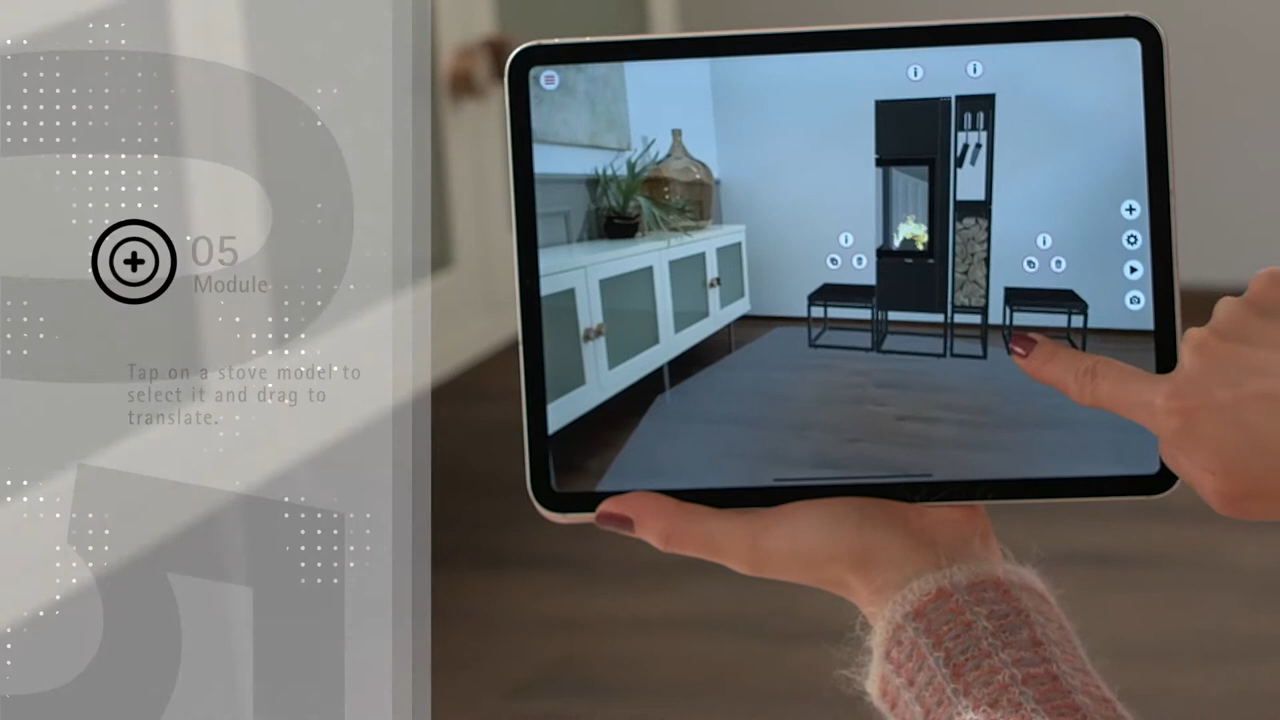 05
Module
Tap on a stove model to
select it and drag to
translate.